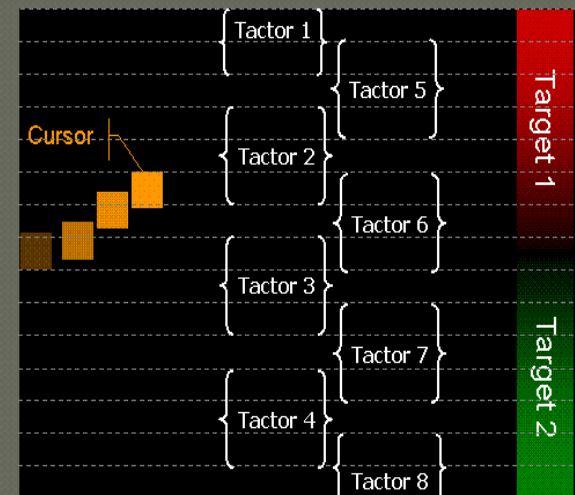 Tactor 1
Tactor 5
Cursor
Tactor 2
Tactor 6
Tactor 3
Tactor 7
Tactor 4
Tactor 8
Target 1
Target 2